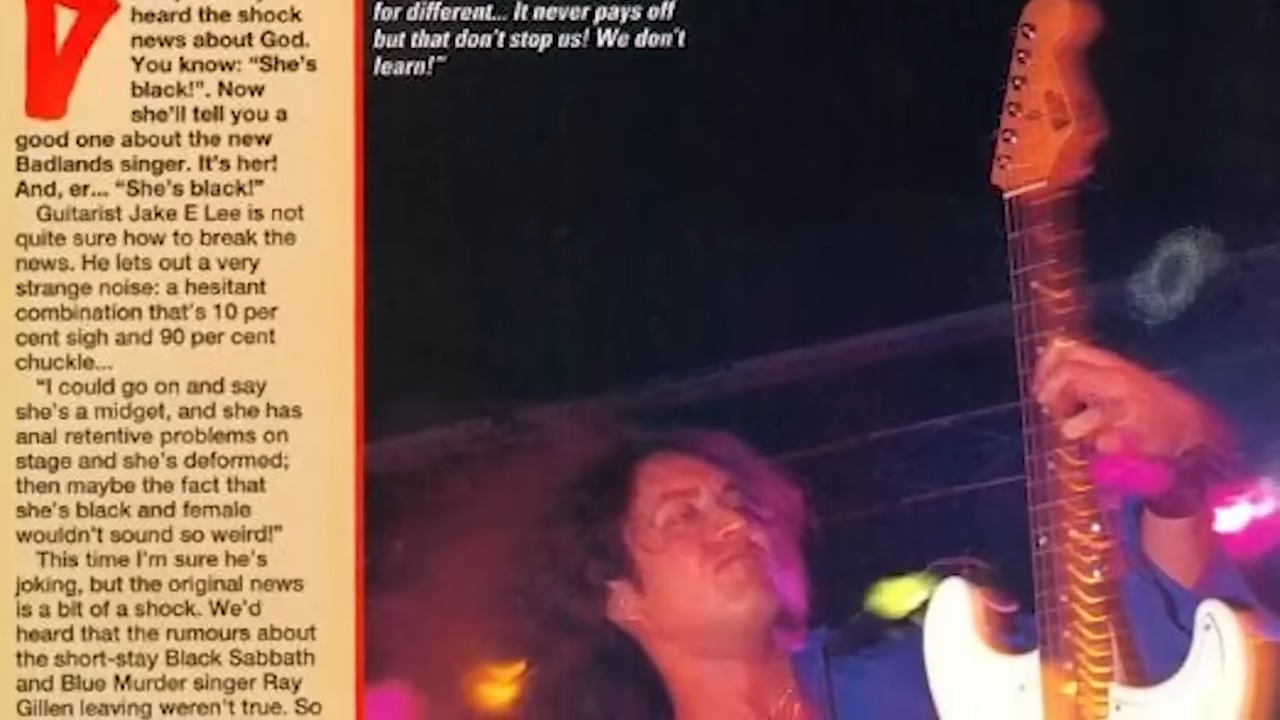 heard the shock
news about God.
You know: “She's
black!”. Now
she'll tell you a
good one about the new
Badlands singer. It's her!
And, er... “She's black!”
Guitarist Jake E Lee is not
quite sure how to break the
news. He lets out a very
strange noise: a hesitant
combination that's 10 per
cent sigh and 90 per cent
chuckle...
“I could go on and say
she's a midget, and she has
anal retentive problems on
stage and she's deformed;
then maybe the fact that
she's black and female
wouldn't sound so weird!”
This time I'm sure he's
joking, but the original news
is a bit of a shock. We'd
heard that the rumours about
the short-stay Black Sabbath
and Blue Murder singer Ray
Gillen leaving weren't true. So
for different... It never pays off
but that don't stop us! We don't
learn!”